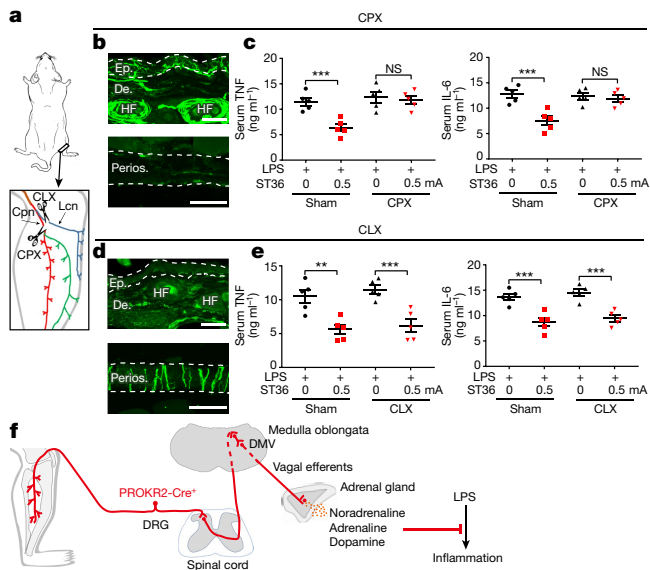 a
CPX
b
Ep.
De.
HF
HF
Perios.
c
Serum TNF
(ng ml⁻¹)
20
15
10
5
0
***
NS
LPS + + + +
ST36 0 0.5 0 0.5 mA
Sham CPX
Serum IL-6
(ng ml⁻¹)
20
15
10
5
0
***
NS
+ + + +
0 0.5 0 0.5 mA
Sham CPX
CLX
Cpn
Lcn
CPX
CLX
d
Ep.
De.
HF
HF
Perios.
e
Serum TNF
(ng ml⁻¹)
15
10
5
0
**
***
LPS + + + +
ST36 0 0.5 0 0.5 mA
Sham CLX
Serum IL-6
(ng ml⁻¹)
20
15
10
5
0
***
***
LPS + + + +
ST36 0 0.5 0 0.5 mA
Sham CLX
f
Medulla oblongata
DMV
Vagal efferents
Adrenal gland
PROKR2-Cre⁺
DRG
Spinal cord
Noradrenaline
Adrenaline
Dopamine
LPS
Inflammation